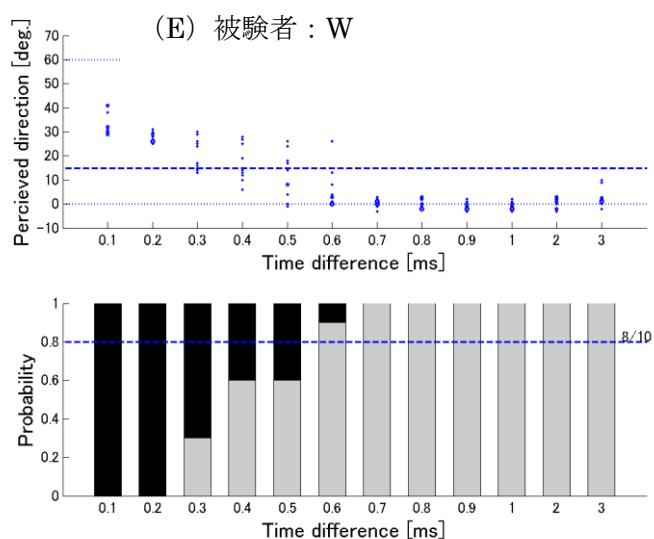 (E) 被験者：W
Percieved direction [deg.]
70
60
50
40
30
20
10
0
-10
0.1 0.2 0.3 0.4 0.5 0.6 0.7 0.8 0.9 1 2 3
Time difference [ms]
Probability
1
0.8
0.6
0.4
0.2
0
8/10
0.1 0.2 0.3 0.4 0.5 0.6 0.7 0.8 0.9 1 2 3
Time difference [ms]